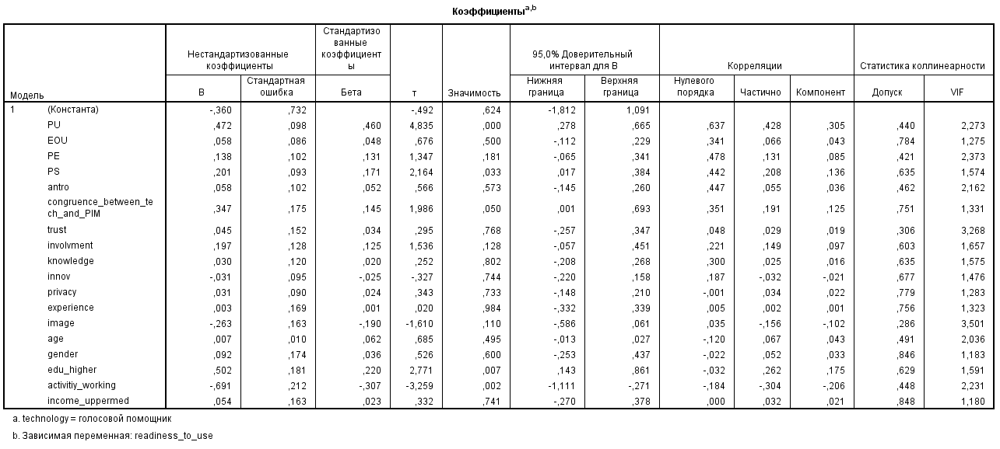 Коэффициентыa,b
Модель Нестандартизованные коэффициенты Стандартизо ванные коэффициент ы т Значимость 95,0% Доверительный интервал для B Корреляции Статистика коллинеарности
B Стандартная ошибка Бета Нижняя граница Верхняя граница Нулевого порядка Частично Компонент Допуск VIF
1 (Константа) -,360 ,732 -,492 ,624 -1,812 1,091
PU ,472 ,098 ,460 4,835 ,000 ,278 ,665 ,637 ,428 ,305 ,440 2,273
EOU ,058 ,086 ,048 ,676 ,500 -,112 ,229 ,341 ,066 ,043 ,784 1,275
PE ,138 ,102 ,131 1,347 ,181 -,065 ,341 ,478 ,131 ,085 ,421 2,373
PS ,201 ,093 ,171 2,164 ,033 ,017 ,384 ,442 ,208 ,136 ,635 1,574
antro ,058 ,102 ,052 ,566 ,573 -,145 ,260 ,447 ,055 ,036 ,462 2,162
congruence_between_te
ch_and_PIM ,347 ,175 ,145 1,986 ,050 ,001 ,693 ,351 ,191 ,125 ,751 1,331
trust ,045 ,152 ,034 ,295 ,768 -,257 ,347 ,048 ,029 ,019 ,306 3,268
involvment ,197 ,128 ,125 1,536 ,128 -,057 ,451 ,221 ,149 ,097 ,603 1,657
knowledge ,030 ,120 ,020 ,252 ,802 -,208 ,268 ,300 ,025 ,016 ,635 1,575
innov -,031 ,095 -,025 -,327 ,744 -,220 ,158 ,187 -,032 -,021 ,677 1,476
privacy ,031 ,090 ,024 ,343 ,733 -,148 ,210 -,001 ,034 ,022 ,779 1,283
experience ,003 ,169 ,001 ,020 ,984 -,332 ,339 ,005 ,002 ,001 ,756 1,323
image -,263 ,163 -,190 -1,610 ,110 -,586 ,061 ,035 -,156 -,102 ,286 3,501
age ,007 ,010 ,062 ,685 ,495 -,013 ,027 -,120 ,067 ,043 ,491 2,036
gender ,092 ,174 ,036 ,526 ,600 -,253 ,437 -,022 ,052 ,033 ,846 1,183
edu_higher ,502 ,181 ,220 2,771 ,007 ,143 ,861 -,032 ,262 ,175 ,629 1,591
activitiy_working -,691 ,212 -,307 -3,259 ,002 -1,111 -,271 -,184 -,304 -,206 ,448 2,231
income_uppermed ,054 ,163 ,023 ,332 ,741 -,270 ,378 ,000 ,032 ,021 ,848 1,180
a. technology = голосовой помощник
b. Зависимая переменная: readiness_to_use